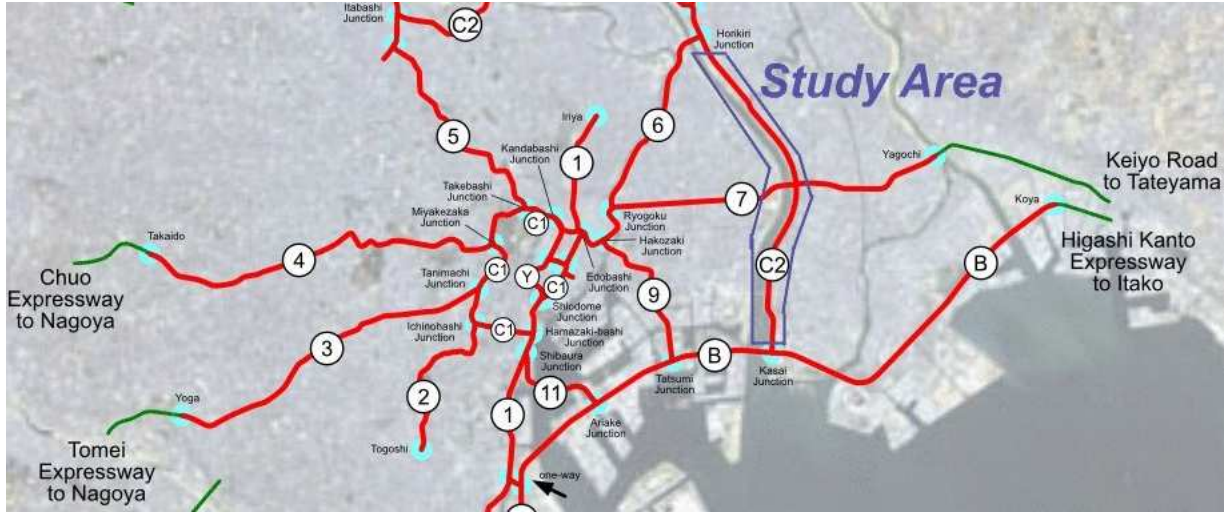 Itabashi
Junction
C2
Horikiri
Junction
Study Area
5
Iriya
6
1
Kandabashi
Junction
Yagochi
Keiyo Road
to Tateyama
Takebashi
Junction
7
Koya
Miyakezaka
Junction
C1
Ryogoku
Junction
Hakozaki
Junction
Higashi Kanto
Expressway
to Itako
Takaido
4
Chuo
Expressway
to Nagoya
Tanimachi
Junction
C1
Y
C1
Edobashi
Junction
C2
B
9
Shiodome
Junction
Ichinohashi
Junction
C1
Hamazaki-bashi
Junction
3
Shibaura
Junction
B
Tatsumi
Junction
Kasai
Junction
2
1
11
Yoga
Ariake
Junction
Togoshi
Tomei
Expressway
to Nagoya
one-way